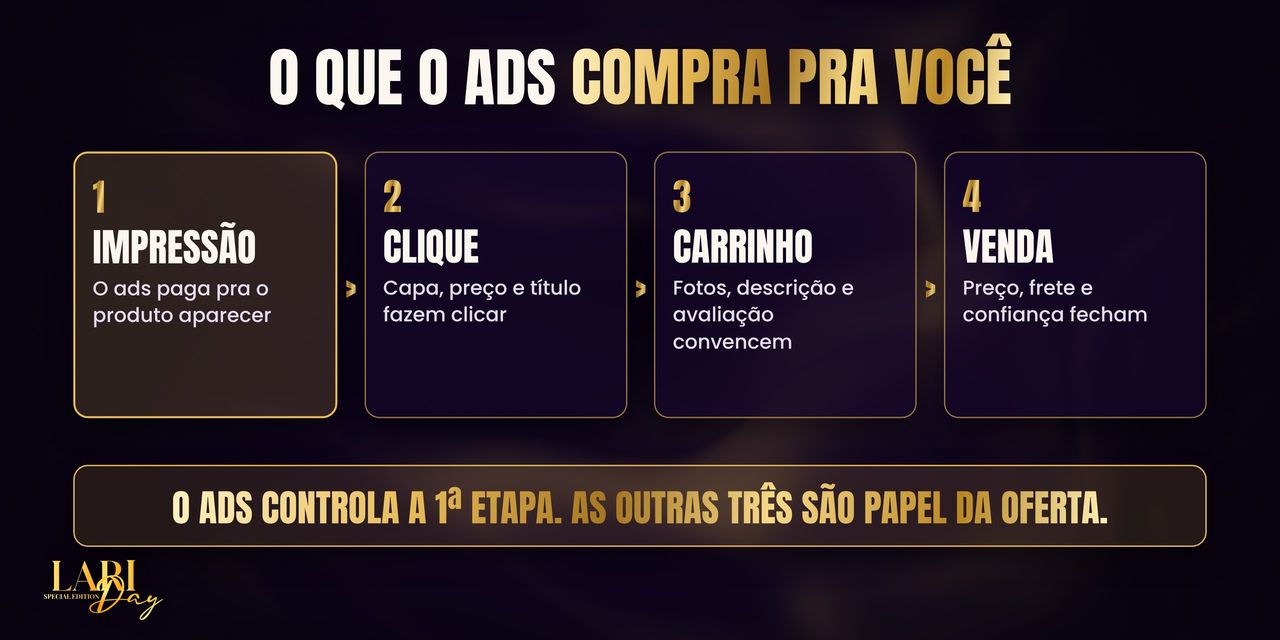 O QUE O ADS COMPRA PRA VOCÊ
1
IMPRESSÃO
O ads paga pra o
produto aparecer
>
2
CLIQUE
Capa, preço e título
fazem clicar
>
3
CARRINHO
Fotos, descrição e
avaliação
convencem
>
4
VENDA
Preço, frete e
confiança fecham
O ADS CONTROLA A 1ª ETAPA. AS OUTRAS TRÊS SÃO PAPEL DA OFERTA.
LARI
SPECIAL EDITION Day